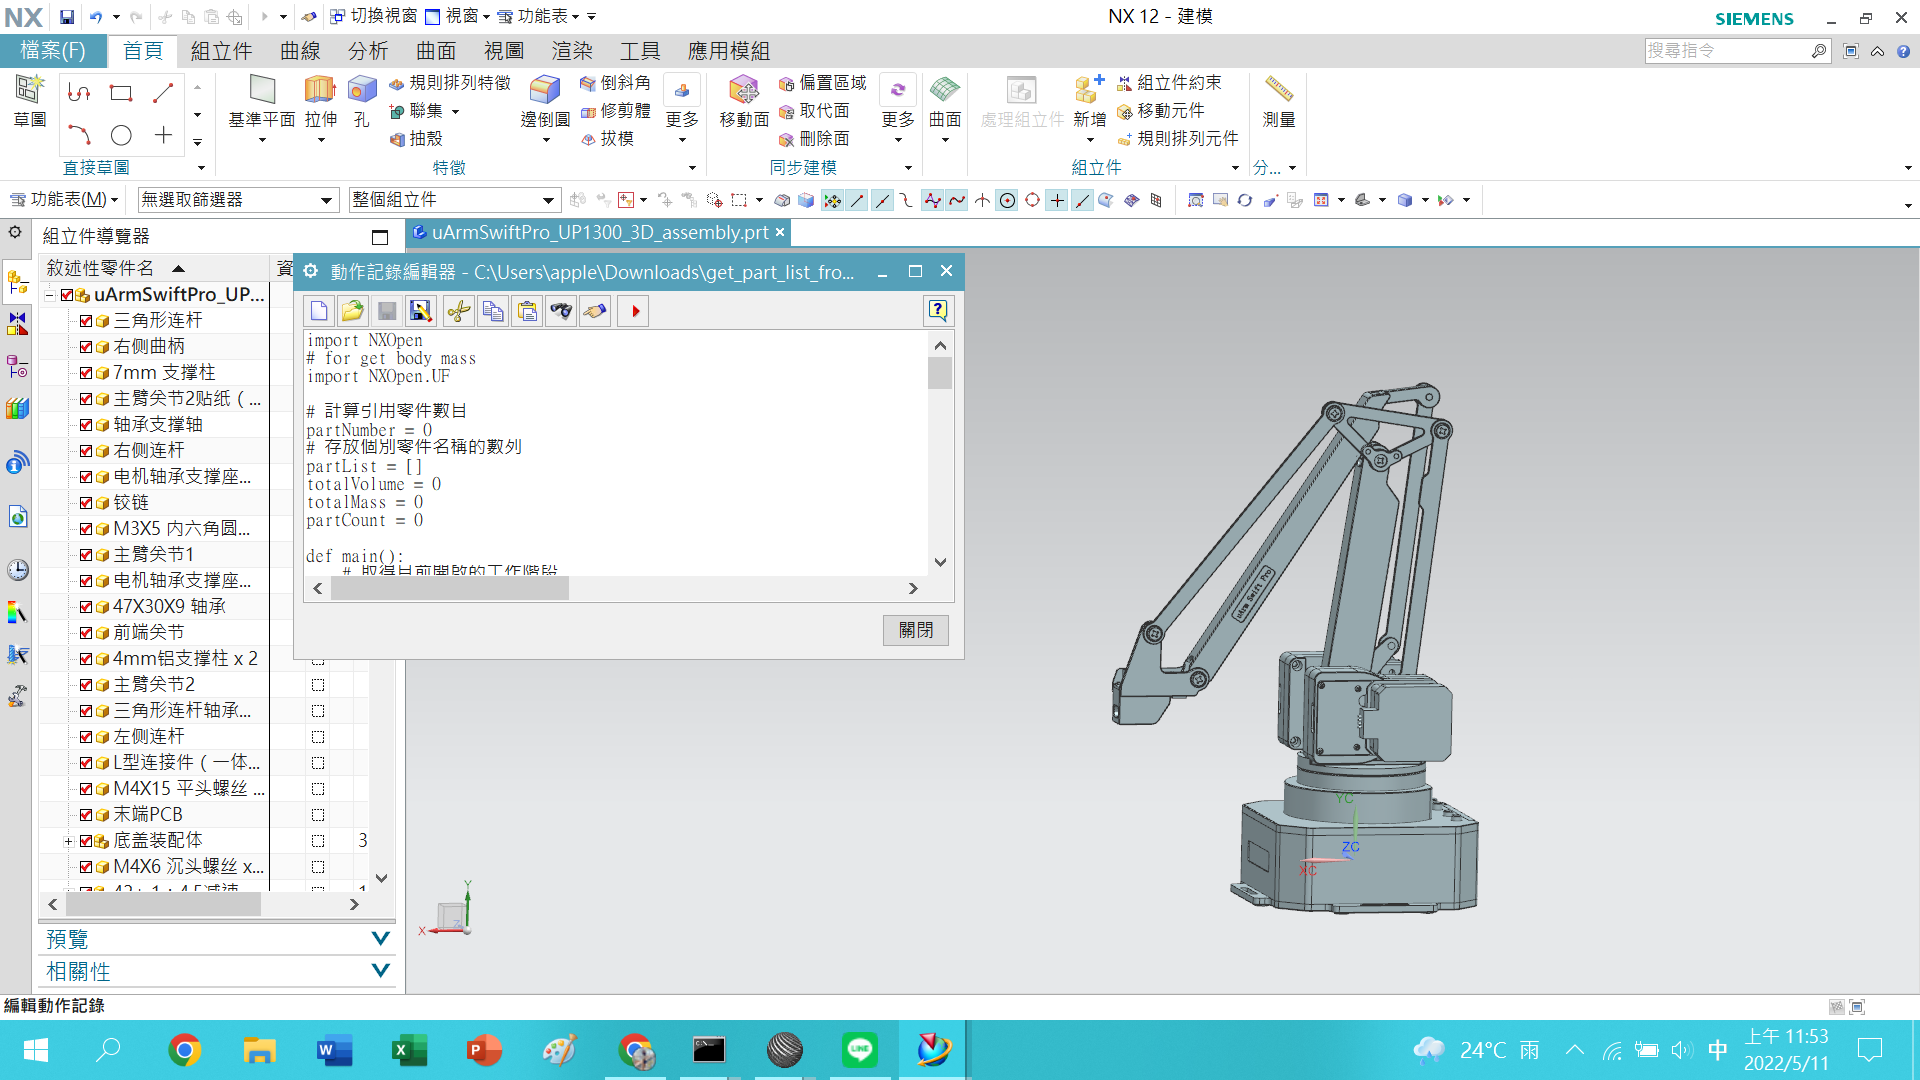 NX
切換視窗
視窗
功能表
NX 12 - 建模
SIEMENS
檔案(F)
首頁
組立件
曲線
分析
曲面
視圖
渲染
工具
應用模組
搜尋指令
草圖
基準平面
拉伸
孔
規則排列特徵
聯集
抽殼
邊倒圓
倒斜角
修剪體
拔模
更多
移動面
偏置區域
取代面
刪除面
更多
曲面
處理組立件
新增
組立件約束
移動元件
規則排列元件
測量
直接草圖
特徵
同步建模
組立件
分...
功能表(M)
無選取篩選器
整個組立件
組立件導覽器
uArmSwiftPro_UP1300_3D_assembly.prt
敘述性零件名
資
uArmSwiftPro_UP...
三角形连杆
右侧曲柄
7mm 支撑柱
主臂关节2贴纸（...
轴承支撑轴
右侧连杆
电机轴承支撑座...
铰链
M3X5 内六角圆...
主臂关节1
电机轴承支撑座...
47X30X9 轴承
前端关节
4mm铝支撑柱 x 2
主臂关节2
三角形连杆轴承...
左侧连杆
L型连接件（一体...
M4X15 平头螺丝 ...
末端PCB
底盖装配体
3
M4X6 沉头螺丝 x...
預覽
相關性
動作記錄編輯器 - C:\Users\apple\Downloads\get_part_list_fro...
import NXOpen
# for get body mass
import NXOpen.UF
# 計算引用零件數目
partNumber = 0
# 存放個別零件名稱的數列
partList = []
totalVolume = 0
totalMass = 0
partCount = 0
def main():
# 取得目前開啟的工作階段
關閉
uArm Swift Pro
YC
ZC
XC
Y
Z
X
編輯動作記錄
24°C 雨
中
上午 11:53
2022/5/11